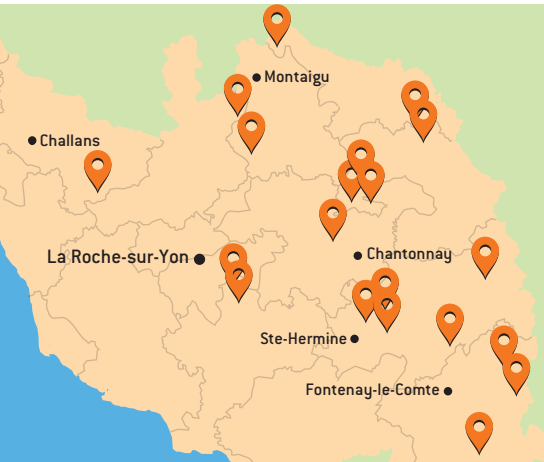 Montaigu
Challans
La Roche-sur-Yon
Chantonnay
Ste-Hermine
Fontenay-le-Comte